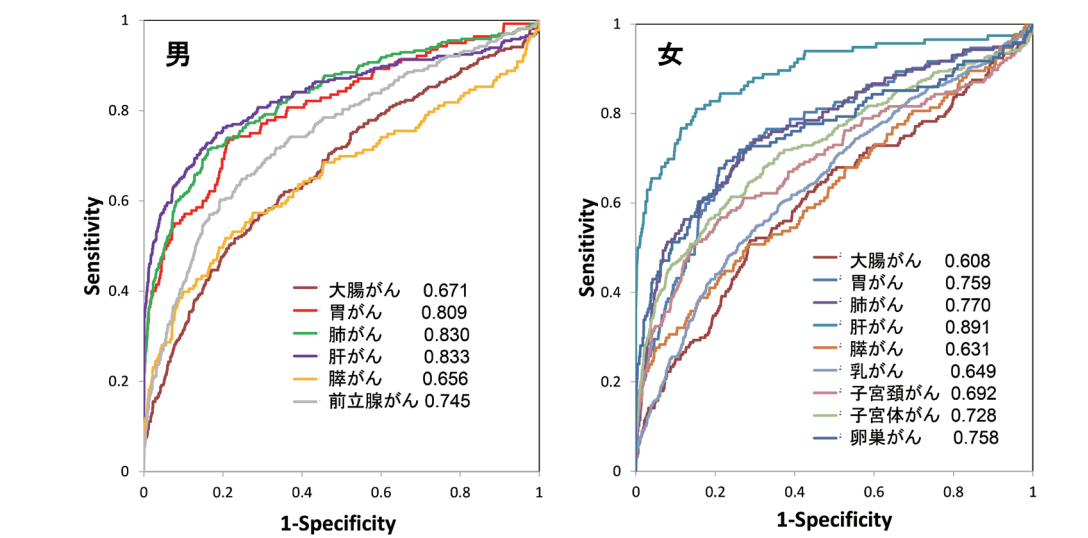 男
1
0.8
0.6
0.4
0.2
0
Sensitivity
大腸がん 0.671
胃がん 0.809
肺がん 0.830
肝がん 0.833
膵がん 0.656
前立腺がん 0.745
0 0.2 0.4 0.6 0.8 1
1-Specificity
女
1
0.8
0.6
0.4
0.2
0
Sensitivity
大腸がん 0.608
胃がん 0.759
肺がん 0.770
肝がん 0.891
膵がん 0.631
乳がん 0.649
子宮頚がん 0.692
子宮体がん 0.728
卵巣がん 0.758
0 0.2 0.4 0.6 0.8 1
1-Specificity